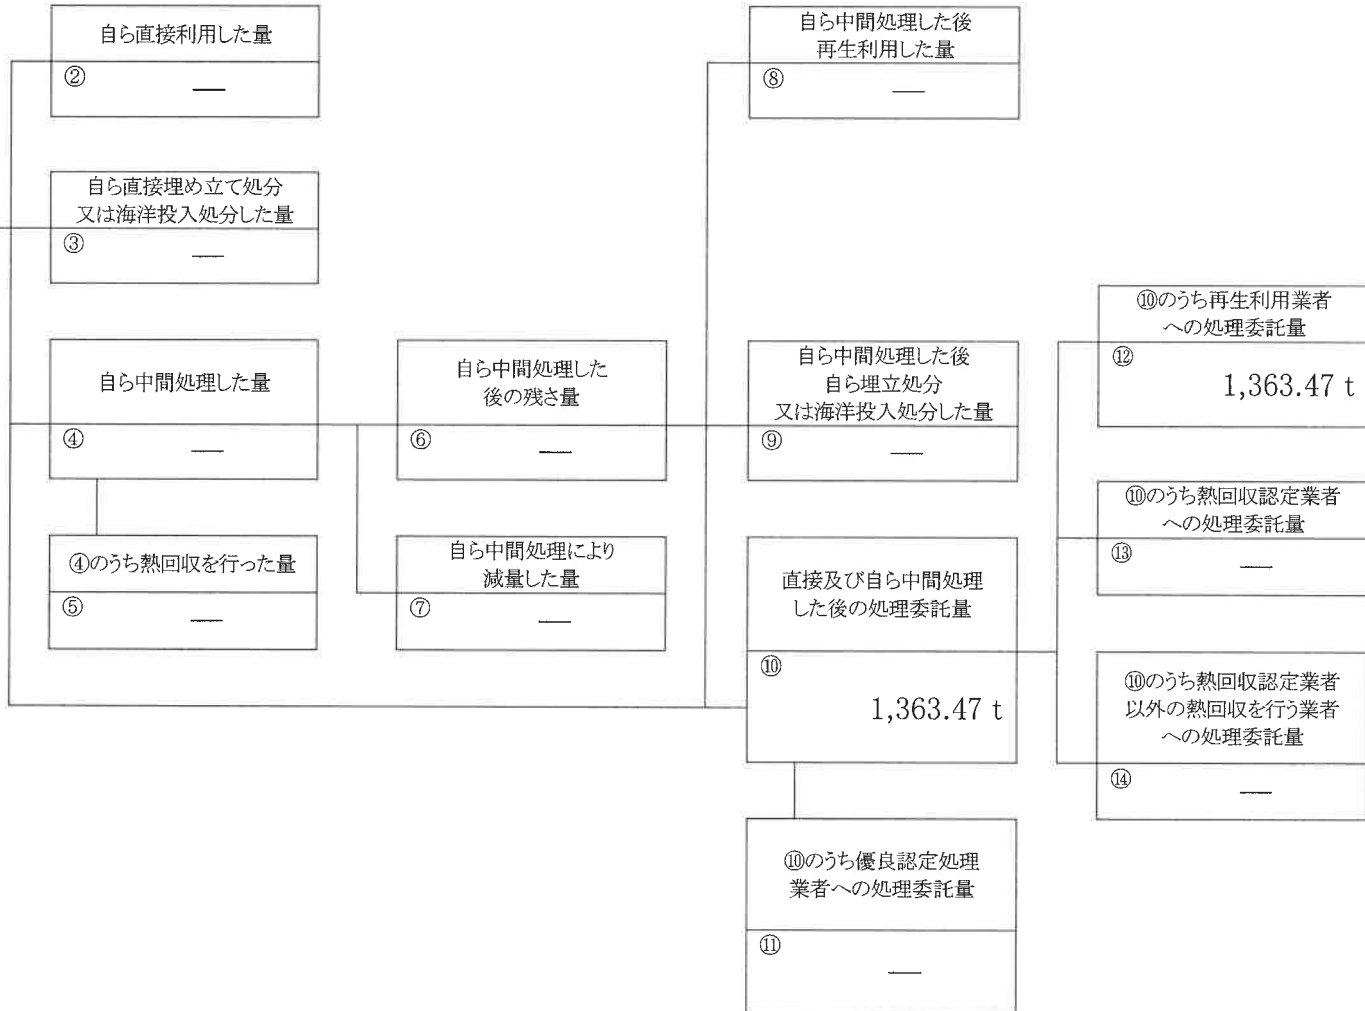 自ら直接利用した量
②
—
自ら直接埋め立て処分
又は海洋投入処分した量
③
—
自ら中間処理した量
④
—
④のうち熱回収を行った量
⑤
—
自ら中間処理した
後の残さ量
⑥
—
自ら中間処理により
減量した量
⑦
—
自ら中間処理した後
再生利用した量
⑧
—
自ら中間処理した後
自ら埋立処分
又は海洋投入処分した量
⑨
—
直接及び自ら中間処理
した後の処理委託量
⑩
1,363.47 t
⑩のうち優良認定処理
業者への処理委託量
⑪
—
⑩のうち再生利用業者
への処理委託量
⑫
1,363.47 t
⑩のうち熱回収認定業者
への処理委託量
⑬
—
⑩のうち熱回収認定業者
以外の熱回収を行う業者
への処理委託量
⑭
—